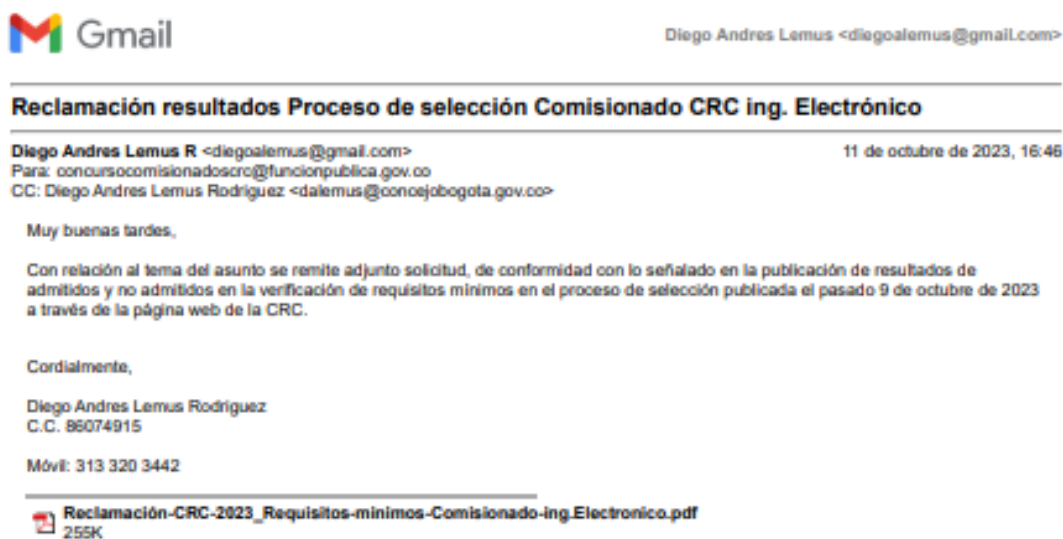 Gmail
Diego Andres Lemus <diegoalemus@gmail.com>
Reclamación resultados Proceso de selección Comisionado CRC ing. Electrónico
Diego Andres Lemus R <diegoalemus@gmail.com>
11 de octubre de 2023, 16:46
Para: concursocomisionadoscrc@funcionpublica.gov.co
CC: Diego Andres Lemus Rodriguez <dalemus@concejobogota.gov.co>
Muy buenas tardes,
Con relación al tema del asunto se remite adjunto solicitud, de conformidad con lo señalado en la publicación de resultados de
admitidos y no admitidos en la verificación de requisitos mínimos en el proceso de selección publicada el pasado 9 de octubre de 2023
a través de la página web de la CRC.
Cordialmente,
Diego Andres Lemus Rodriguez
C.C. 86074915
Móvil: 313 320 3442
Reclamación-CRC-2023_Requisitos-minimos-Comisionado-ing.Electronico.pdf
255K